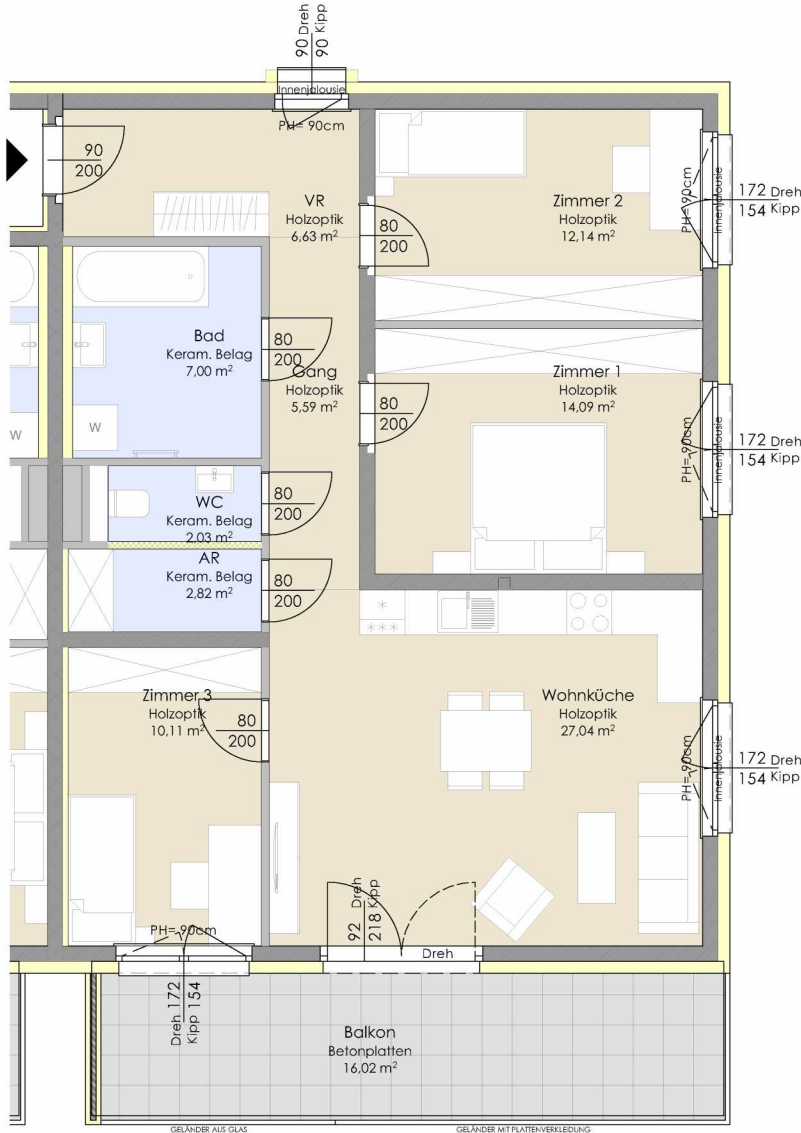 90 Dreh
90 Kipp
Innenjalousie
PH= 90cm
90
200
VR
Holzoptik
6,63 m²
80
200
Zimmer 2
Holzoptik
12,14 m²
PH= 90cm
Innenjalousie
172 Dreh
154 Kipp
Bad
Keram. Belag
7,00 m²
W
W
80
200
Gang
Holzoptik
5,59 m²
80
200
Zimmer 1
Holzoptik
14,09 m²
PH= 90cm
Innenjalousie
172 Dreh
154 Kipp
WC
Keram. Belag
2,03 m²
80
200
AR
Keram. Belag
2,82 m²
80
200
*
***
Zimmer 3
Holzoptik
10,11 m²
80
200
Wohnküche
Holzoptik
27,04 m²
PH= 90cm
Innenjalousie
172 Dreh
154 Kipp
PH= 90cm
Dreh 172
Kipp 154
92 Dreh
218 Kipp
Dreh
Balkon
Betonplatten
16,02 m²
GELÄNDER AUS GLAS
GELÄNDER MIT PLATTENVERKLEIDUNG